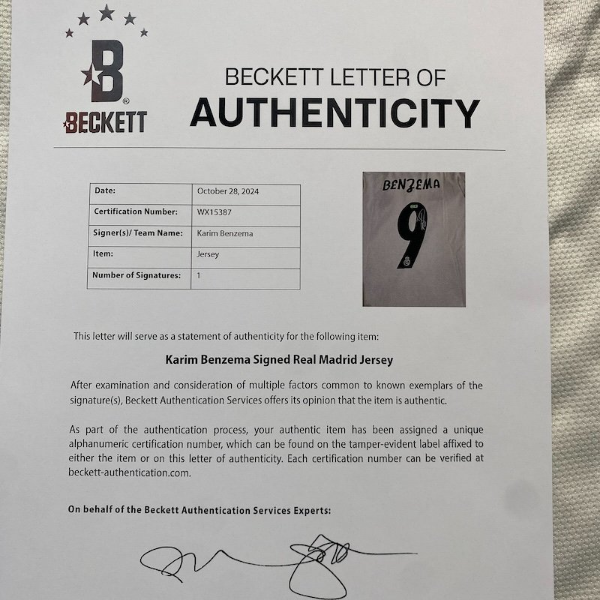 B
BECKETT
BECKETT LETTER OF
AUTHENTICITY
Date: October 28, 2024
Certification Number: WX15387
Signer(s)/ Team Name: Karim Benzema
Item: Jersey
Number of Signatures: 1
BENZEMA
9
This letter will serve as a statement of authenticity for the following item:
Karim Benzema Signed Real Madrid Jersey
After examination and consideration of multiple factors common to known exemplars of the
signature(s), Beckett Authentication Services offers its opinion that the item is authentic.
As part of the authentication process, your authentic item has been assigned a unique
alphanumeric certification number, which can be found on the tamper-evident label affixed to
either the item or on this letter of authenticity. Each certification number can be verified at
beckett-authentication.com.
On behalf of the Beckett Authentication Services Experts: